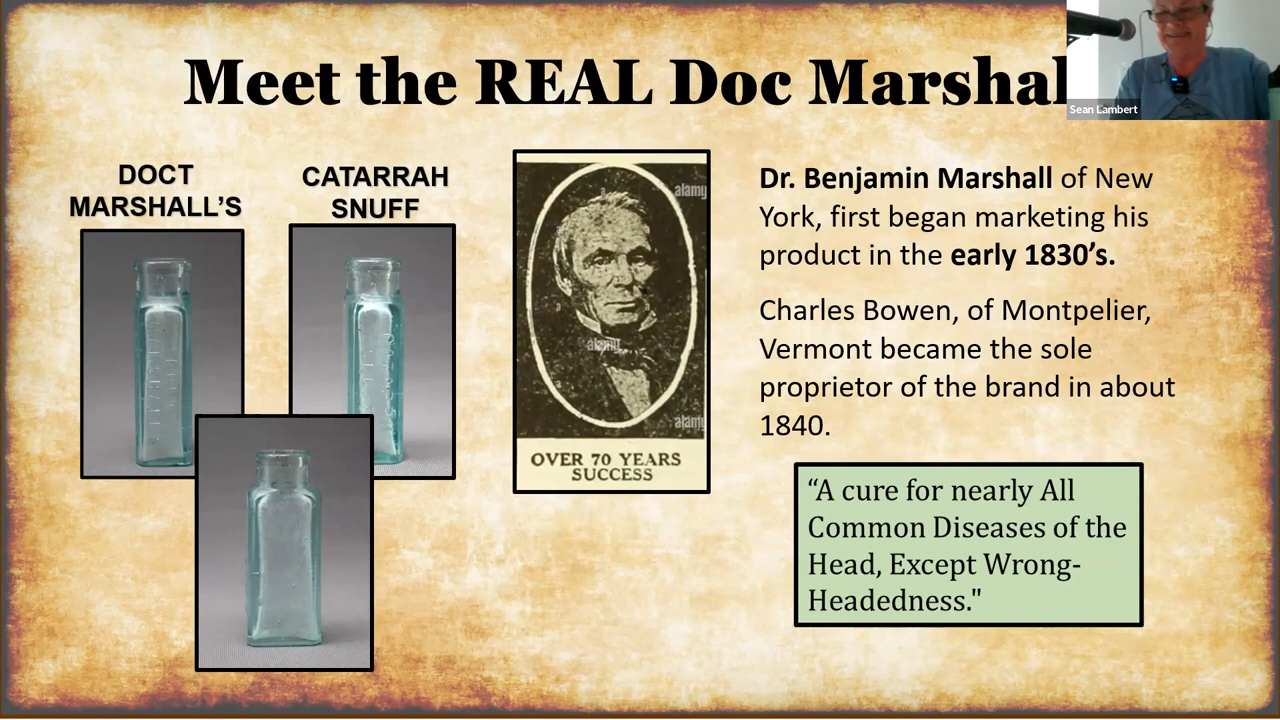 Meet the REAL Doc Marshal
Sean Lambert
DOCT
MARSHALL’S
CATARRAH
SNUFF
alamy
a
alamy
alamy
OVER 70 YEARS
SUCCESS
Dr. Benjamin Marshall of New
York, first began marketing his
product in the early 1830’s.
Charles Bowen, of Montpelier,
Vermont became the sole
proprietor of the brand in about
1840.
“A cure for nearly All
Common Diseases of the
Head, Except Wrong-
Headedness."